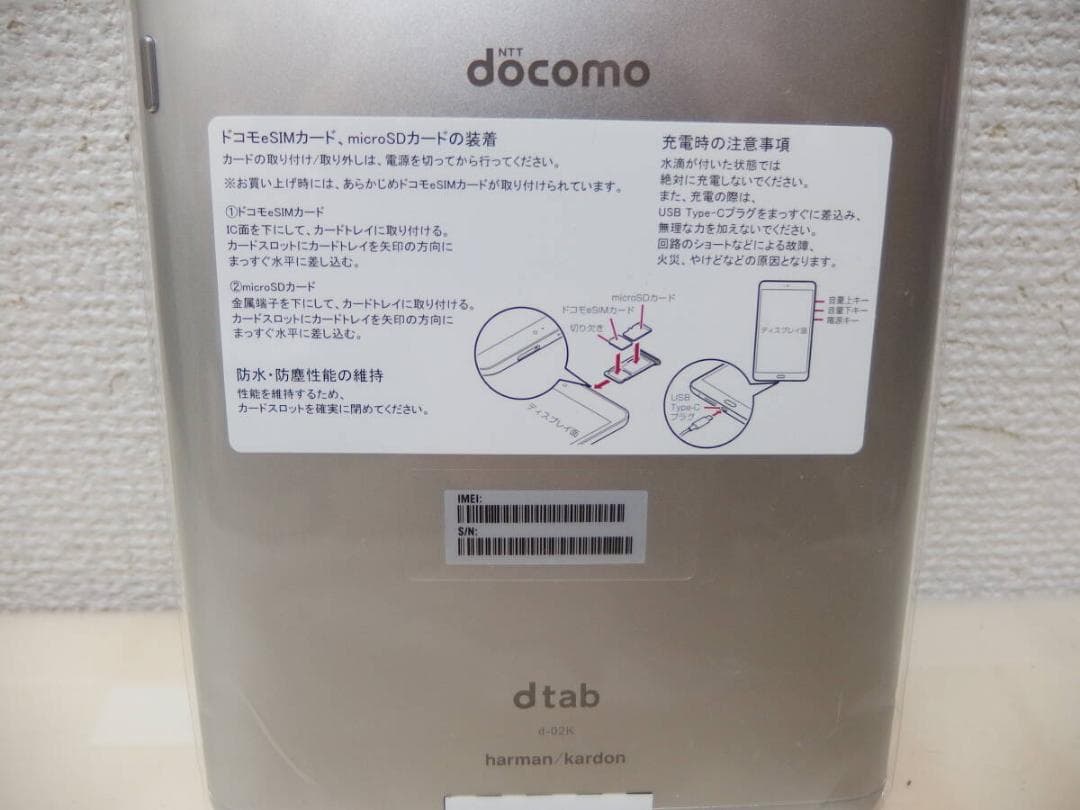 NTT
docomo
ドコモeSIMカード、microSDカードの装着
カードの取り付け/取り外しは、電源を切ってから行ってください。
※お買い上げ時には、あらかじめドコモeSIMカードが取り付けられています。
①ドコモeSIMカード
IC面を下にして、カードトレイに取り付ける。
カードスロットにカードトレイを矢印の方向に
まっすぐ水平に差し込む。
②microSDカード
金属端子を下にして、カードトレイに取り付ける。
カードスロットにカードトレイを矢印の方向に
まっすぐ水平に差し込む。
防水・防塵性能の維持
性能を維持するため、
カードスロットを確実に閉めてください。
充電時の注意事項
水滴が付いた状態では
絶対に充電しないでください。
また、充電の際は、
USB Type-Cプラグをまっすぐに差込み、
無理な力を加えないでください。
回路のショートなどによる故障、
火災、やけどなどの原因となります。
microSDカード
ドコモeSIMカード
切り欠き
ディスプレイ面
音量上キー
音量下キー
電源キー
ディスプレイ面
USB
Type-C
プラグ
IMEI:
S/N:
dtab
d-02K
harman/kardon